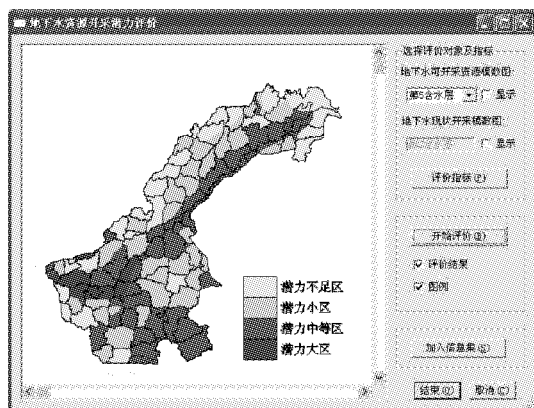 地下水资源开采潜力评价
选择评价对象及指标
地下水可开采资源模数图:
第5含水层
显示
地下水现状开采模数图:
显示
评价指标(P)
开始评价(B)
评价结果
图例
加入信息集(S)
结束(O)
取消(C)
潜力不足区
潜力小区
潜力中等区
潜力大区